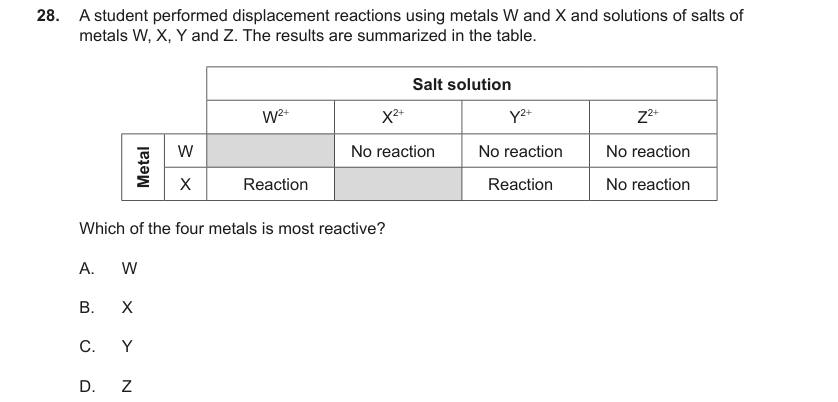 28. A student performed displacement reactions using metals W and X and solutions of salts of
metals W, X, Y and Z. The results are summarized in the table.
Salt solution
W²⁺ X²⁺ Y²⁺ Z²⁺
Metal
W No reaction No reaction No reaction
X Reaction Reaction No reaction
Which of the four metals is most reactive?
A. W
B. X
C. Y
D. Z